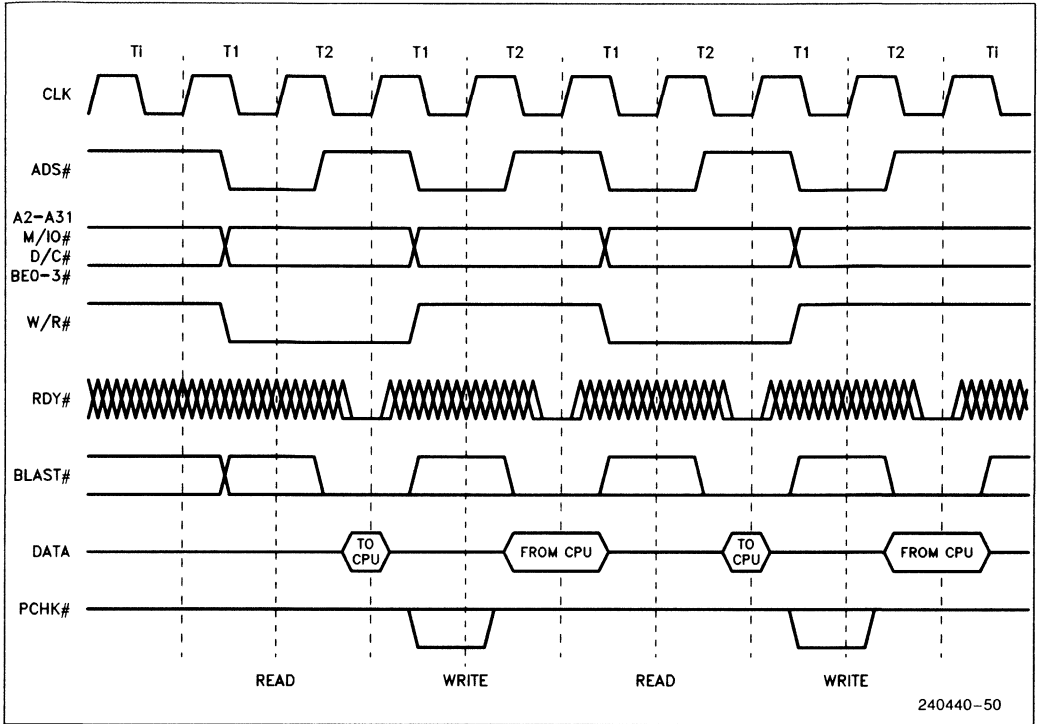 Ti T1 T2 T1 T2 T1 T2 T1 T2 Ti
CLK
ADS#
A2–A31
M/IO#
D/C#
BE0–3#
W/R#
RDY#
BLAST#
DATA
TO CPU
FROM CPU
TO CPU
FROM CPU
PCHK#
READ WRITE READ WRITE
240440–50